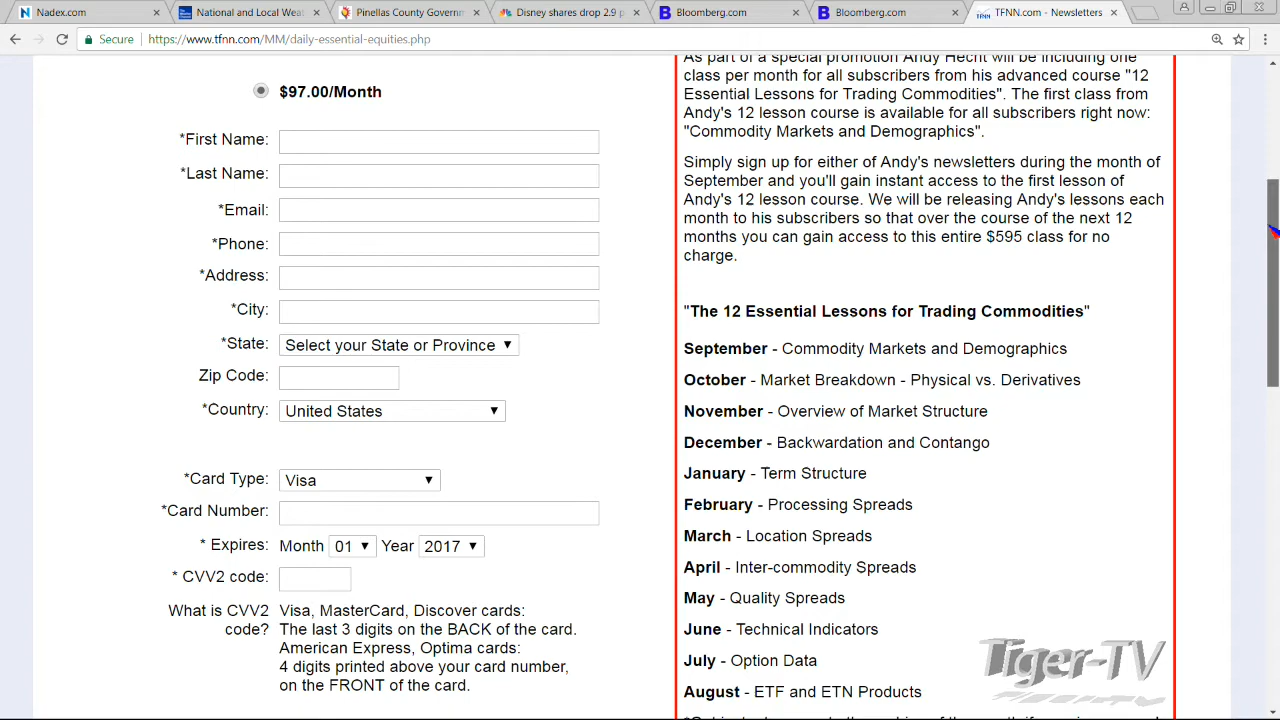 Nadex.com
National and Local Weat
Pinellas County Governm
Disney shares drop 2.9 p
Bloomberg.com
Bloomberg.com
TFNN.com - Newsletters
Secure
https://www.tfnn.com/MM/daily-essential-equities.php
$97.00/Month
*First Name:
*Last Name:
*Email:
*Phone:
*Address:
*City:
*State: Select your State or Province
Zip Code:
*Country: United States
*Card Type: Visa
*Card Number:
* Expires: Month 01 Year 2017
* CVV2 code:
What is CVV2 code?
Visa, MasterCard, Discover cards:
The last 3 digits on the BACK of the card.
American Express, Optima cards:
4 digits printed above your card number,
on the FRONT of the card.
As part of a special promotion Andy Hecht will be including one
class per month for all subscribers from his advanced course "12
Essential Lessons for Trading Commodities". The first class from
Andy's 12 lesson course is available for all subscribers right now:
"Commodity Markets and Demographics".
Simply sign up for either of Andy's newsletters during the month of
September and you'll gain instant access to the first lesson of
Andy's 12 lesson course. We will be releasing Andy's lessons each
month to his subscribers so that over the course of the next 12
months you can gain access to this entire $595 class for no
charge.
"The 12 Essential Lessons for Trading Commodities"
September - Commodity Markets and Demographics
October - Market Breakdown - Physical vs. Derivatives
November - Overview of Market Structure
December - Backwardation and Contango
January - Term Structure
February - Processing Spreads
March - Location Spreads
April - Inter-commodity Spreads
May - Quality Spreads
June - Technical Indicators
July - Option Data
August - ETF and ETN Products
Tiger-TV